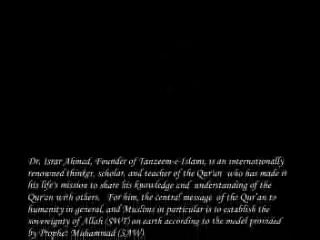 Dr. Israr Ahmad, Founder of Tanzeem-e-Islami, is an internationally
renowned thinker, scholar, and teacher of the Qur'an who has made it
his life's mission to share his knowledge and understanding of the
Qur'an with others. For him, the central message of the Qur'an to
humanity in general, and Muslims in particular is to establish the
sovereignty of Allah (SWT) on earth according to the model provided
by Prophet Muhammad (SAW)